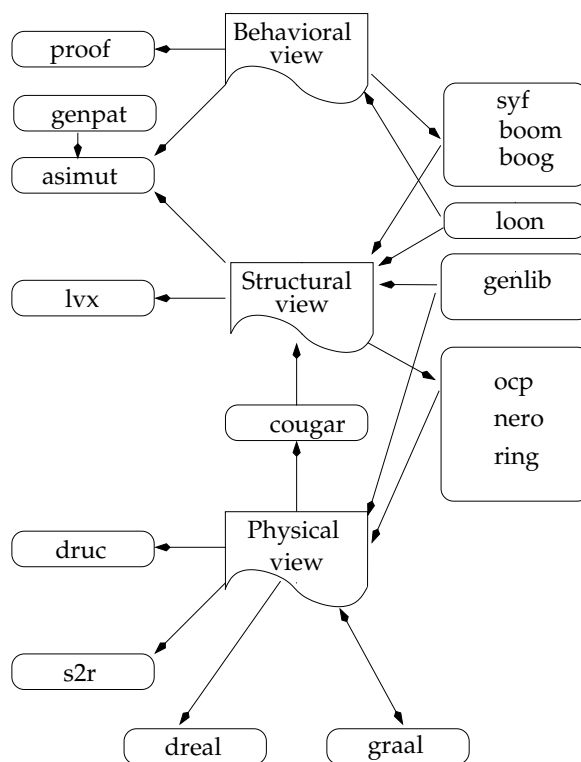 proof
Behavioral
view
genpat
asimut
syf
boom
boog
loon
lvx
Structural
view
genlib
cougar
ocp
nero
ring
druc
Physical
view
s2r
dreal
graal